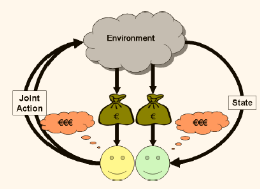 Environment
Joint
Action
€€€
€
€
€€€
State